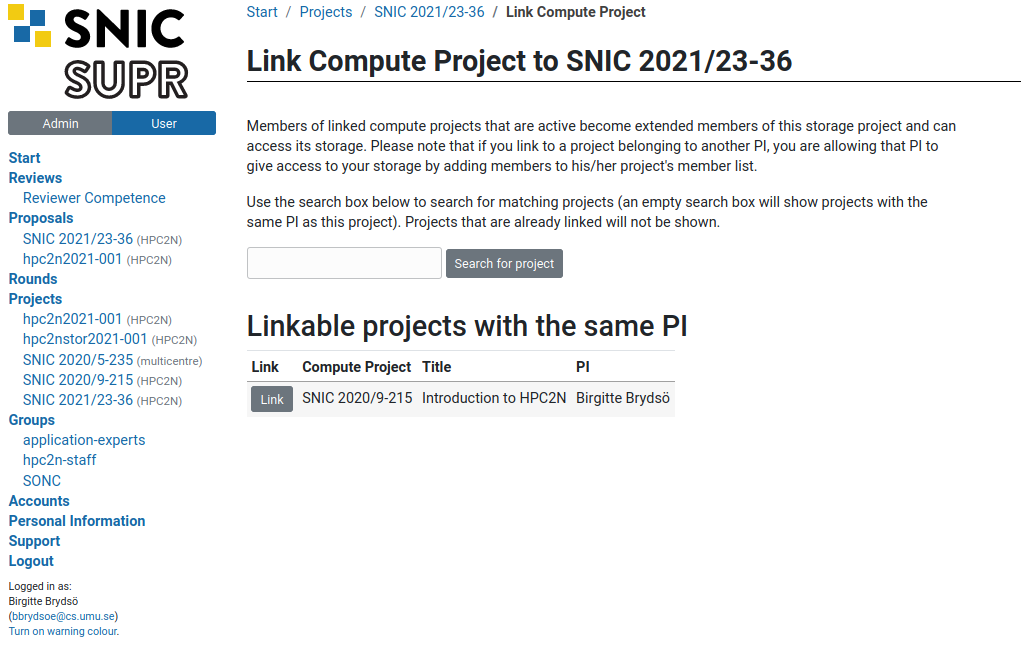 SNIC
SUPR
Admin User
Start
Reviews
Reviewer Competence
Proposals
SNIC 2021/23-36 (HPC2N)
hpc2n2021-001 (HPC2N)
Rounds
Projects
hpc2n2021-001 (HPC2N)
hpc2nstor2021-001 (HPC2N)
SNIC 2020/5-235 (multicentre)
SNIC 2020/9-215 (HPC2N)
SNIC 2021/23-36 (HPC2N)
Groups
application-experts
hpc2n-staff
SONC
Accounts
Personal Information
Support
Logout
Logged in as:
Birgitte Brydsö
(bbrydsoe@cs.umu.se)
Turn on warning colour.
Start / Projects / SNIC 2021/23-36 / Link Compute Project
Link Compute Project to SNIC 2021/23-36
Members of linked compute projects that are active become extended members of this storage project and can
access its storage. Please note that if you link to a project belonging to another PI, you are allowing that PI to
give access to your storage by adding members to his/her project's member list.
Use the search box below to search for matching projects (an empty search box will show projects with the
same PI as this project). Projects that are already linked will not be shown.
Search for project
Linkable projects with the same PI
Link Compute Project Title PI
Link SNIC 2020/9-215 Introduction to HPC2N Birgitte Brydsö